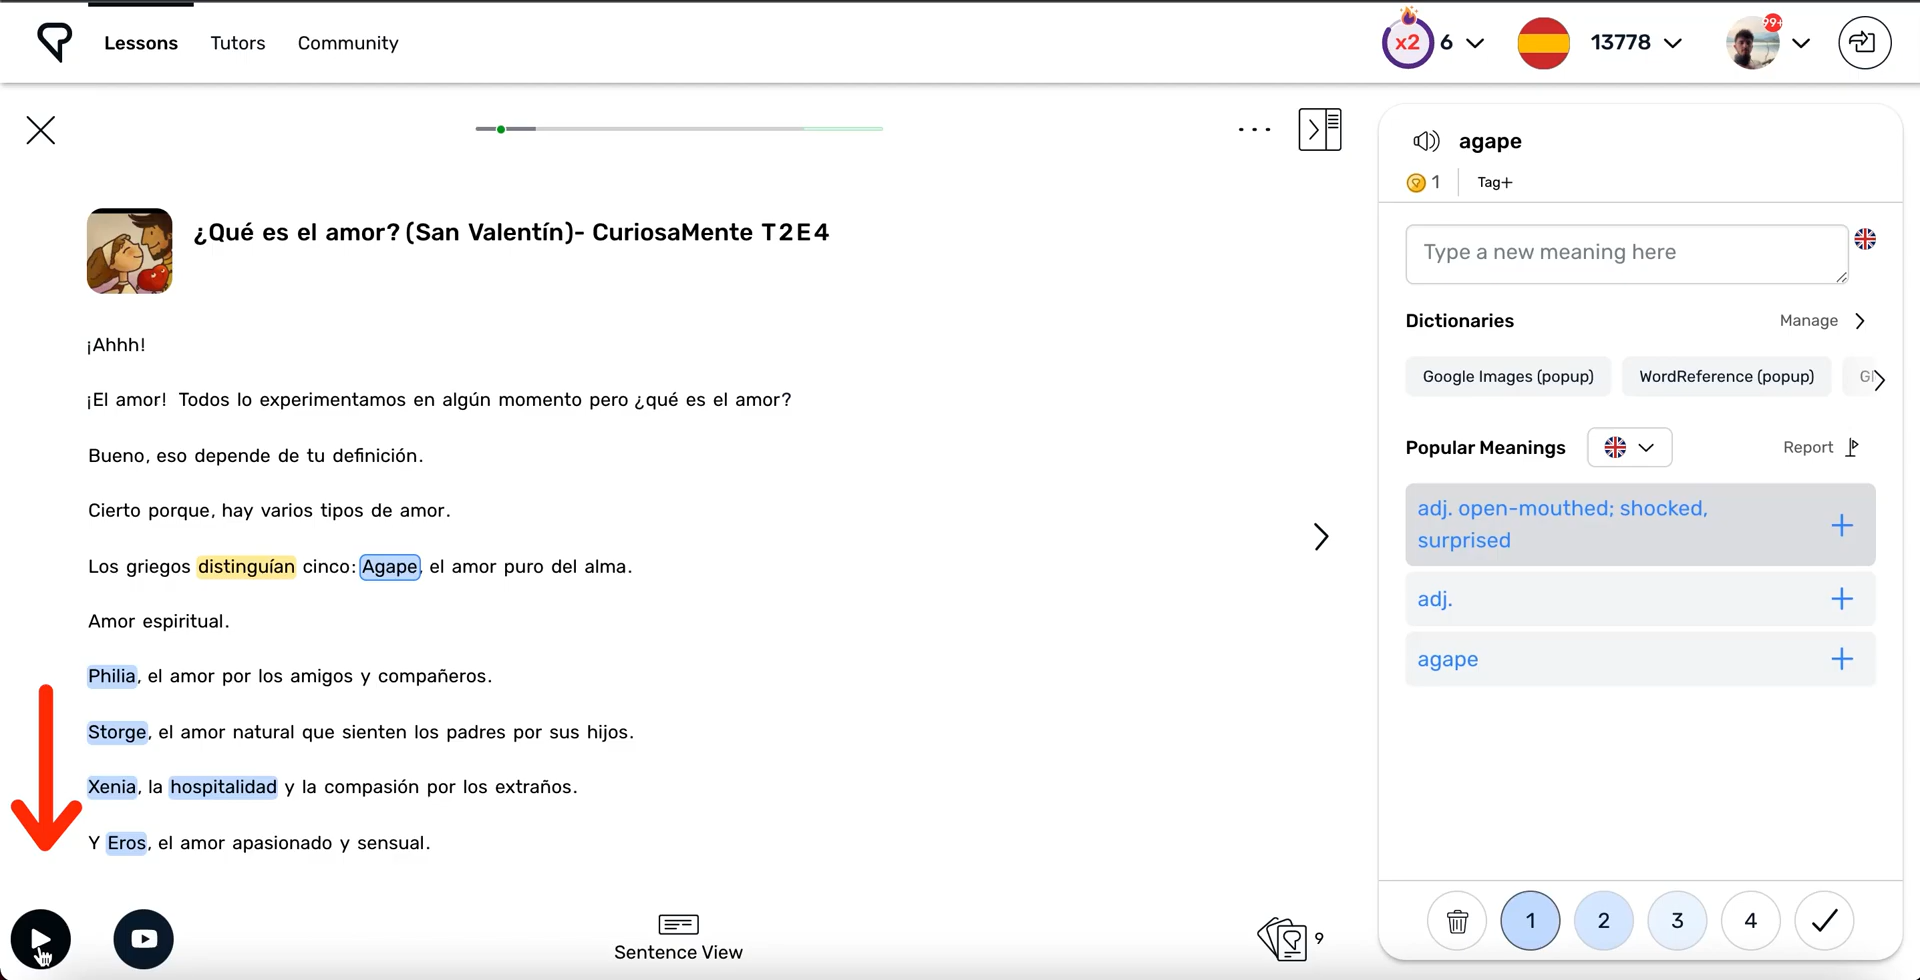 Lessons
Tutors
Community
x2
6
13778
99+
¿Qué es el amor? (San Valentín)- CuriosaMente T2E4
¡Ahhh!
¡El amor! Todos lo experimentamos en algún momento pero ¿qué es el amor?
Bueno, eso depende de tu definición.
Cierto porque, hay varios tipos de amor.
Los griegos distinguían cinco: Agape, el amor puro del alma.
Amor espiritual.
Philia, el amor por los amigos y compañeros.
Storge, el amor natural que sienten los padres por sus hijos.
Xenia, la hospitalidad y la compasión por los extraños.
Y Eros, el amor apasionado y sensual.
Sentence View
9
agape
1
Tag+
Type a new meaning here
Dictionaries
Manage
Google Images (popup)
WordReference (popup)
Popular Meanings
Report
adj. open-mouthed; shocked,
surprised
adj.
agape
1
2
3
4